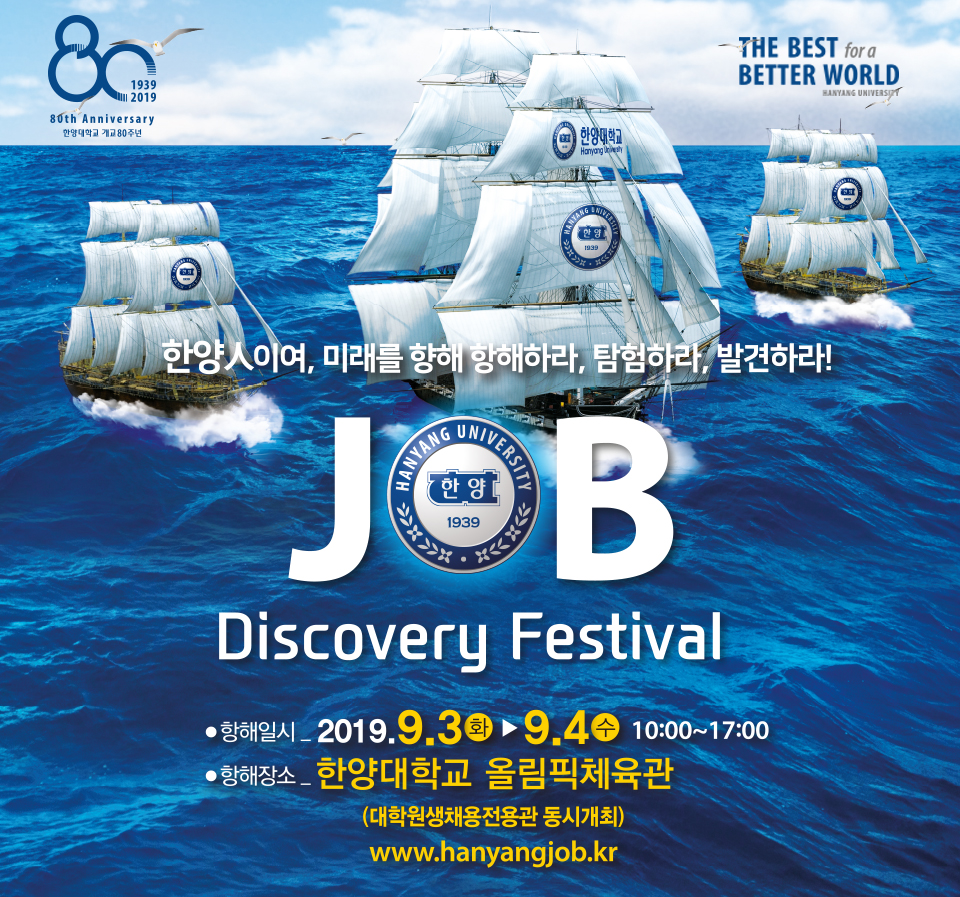 80
1939
2019
80th Anniversary
한양대학교 개교80주년
THE BEST for a
BETTER WORLD
HANYANG UNIVERSITY
한양대학교
Hanyang University
HANYANG UNIVERSITY
한양
1939
한양人이여, 미래를 향해 항해하라, 탐험하라, 발견하라!
JOB
HANYANG UNIVERSITY
한양
1939
Discovery Festival
●항해일시 _ 2019.9.3화 ▶ 9.4수 10:00~17:00
●항해장소 _ 한양대학교 올림픽체육관
(대학원생채용전용관 동시개최)
www.hanyangjob.kr